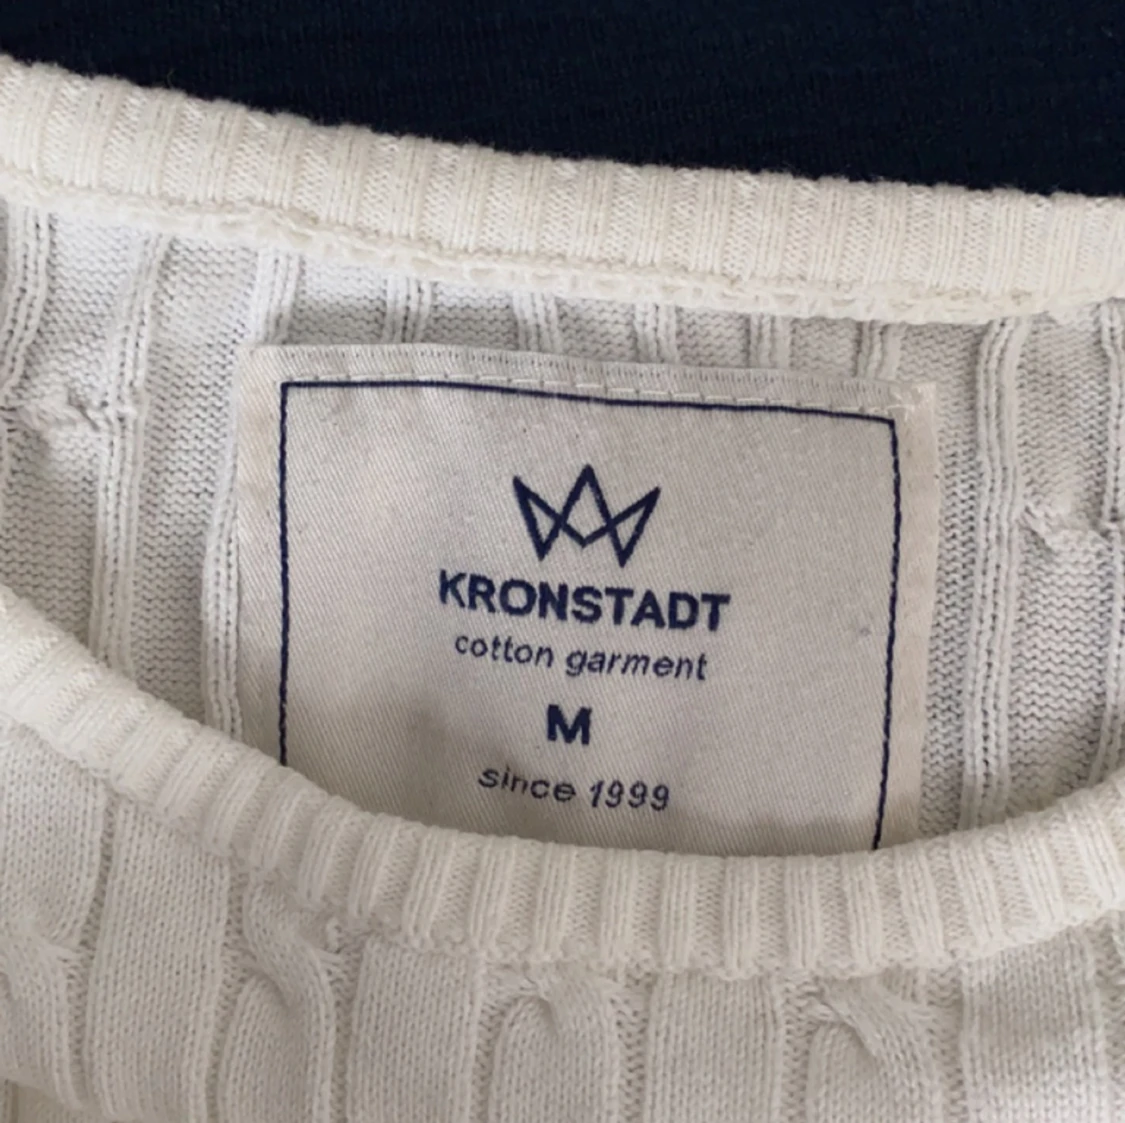 KRONSTADT
cotton garment
M
since 1999